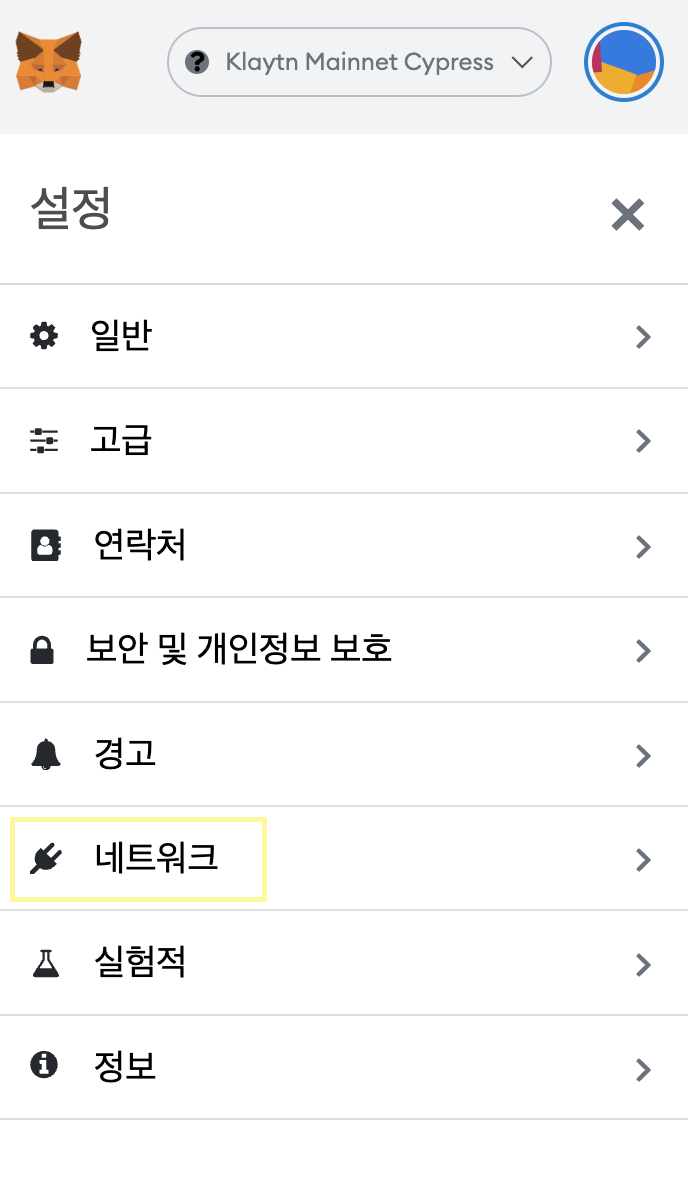 Klaytn Mainnet Cypress
설정
일반
고급
연락처
보안 및 개인정보 보호
경고
네트워크
실험적
정보